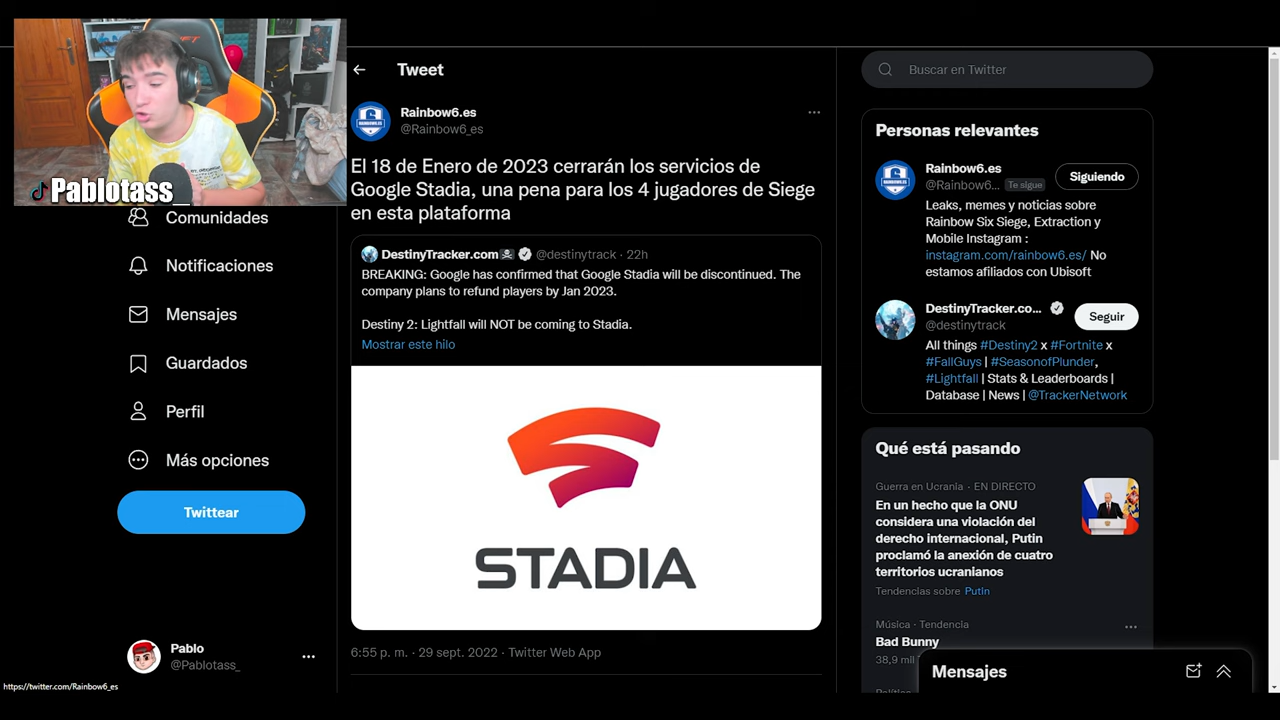 Pablotass_
Comunidades
Notificaciones
Mensajes
Guardados
Perfil
Más opciones
Twittear
Pablo
@Pablotass_
https://twitter.com/Rainbow6_es
Tweet
Rainbow6.es
@Rainbow6_es
El 18 de Enero de 2023 cerrarán los servicios de
Google Stadia, una pena para los 4 jugadores de Siege
en esta plataforma
DestinyTracker.com @destinytrack · 22h
BREAKING: Google has confirmed that Google Stadia will be discontinued. The
company plans to refund players by Jan 2023.
Destiny 2: Lightfall will NOT be coming to Stadia.
Mostrar este hilo
STADIA
6:55 p. m. · 29 sept. 2022 · Twitter Web App
Buscar en Twitter
Personas relevantes
Rainbow6.es
@Rainbow6... Te sigue
Siguiendo
Leaks, memes y noticias sobre
Rainbow Six Siege, Extraction y
Mobile Instagram :
instagram.com/rainbow6.es/ No
estamos afiliados con Ubisoft
DestinyTracker.co...
@destinytrack
Seguir
All things #Destiny2 x #Fortnite x
#FallGuys | #SeasonofPlunder,
#Lightfall | Stats & Leaderboards |
Database | News | @TrackerNetwork
Qué está pasando
Guerra en Ucrania · EN DIRECTO
En un hecho que la ONU
considera una violación del
derecho internacional, Putin
proclamó la anexión de cuatro
territorios ucranianos
Tendencias sobre Putin
Música · Tendencia
Bad Bunny
38,9 mil
Mensajes